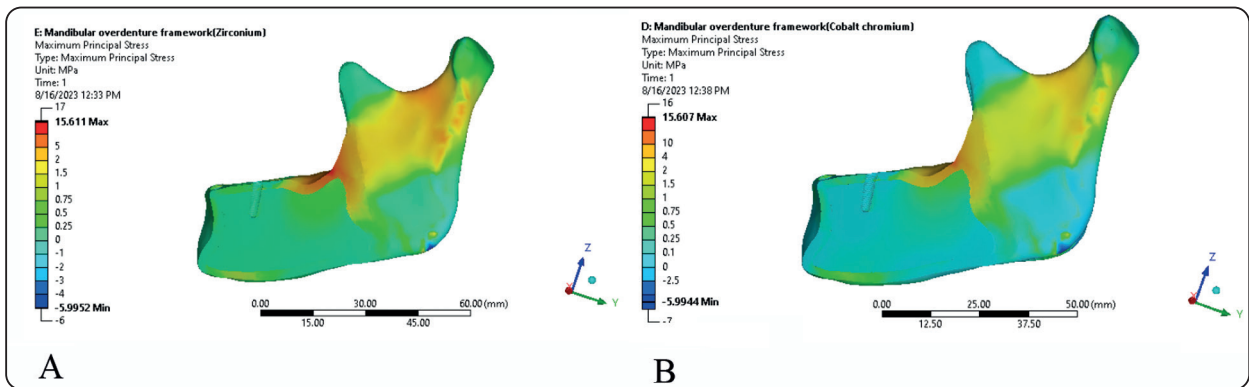 E: Mandibular overdenture framework(Zirconium)
Maximum Principal Stress
Type: Maximum Principal Stress
Unit: MPa
Time: 1
8/16/2023 12:33 PM
17
15.611 Max
5
2
1.5
1
0.75
0.5
0.25
0
-1
-2
-3
-4
-5.9952 Min
-6
0.00
30.00
60.00 (mm)
15.00
45.00
Z
X
Y
A
D: Mandibular overdenture framework(Cobalt chromium)
Maximum Principal Stress
Type: Maximum Principal Stress
Unit: MPa
Time: 1
8/16/2023 12:38 PM
16
15.607 Max
10
4
2
1.5
1
0.75
0.5
0.25
0.1
0
-2.5
-5.9944 Min
-7
0.00
25.00
50.00 (mm)
12.50
37.50
Z
X
Y
B